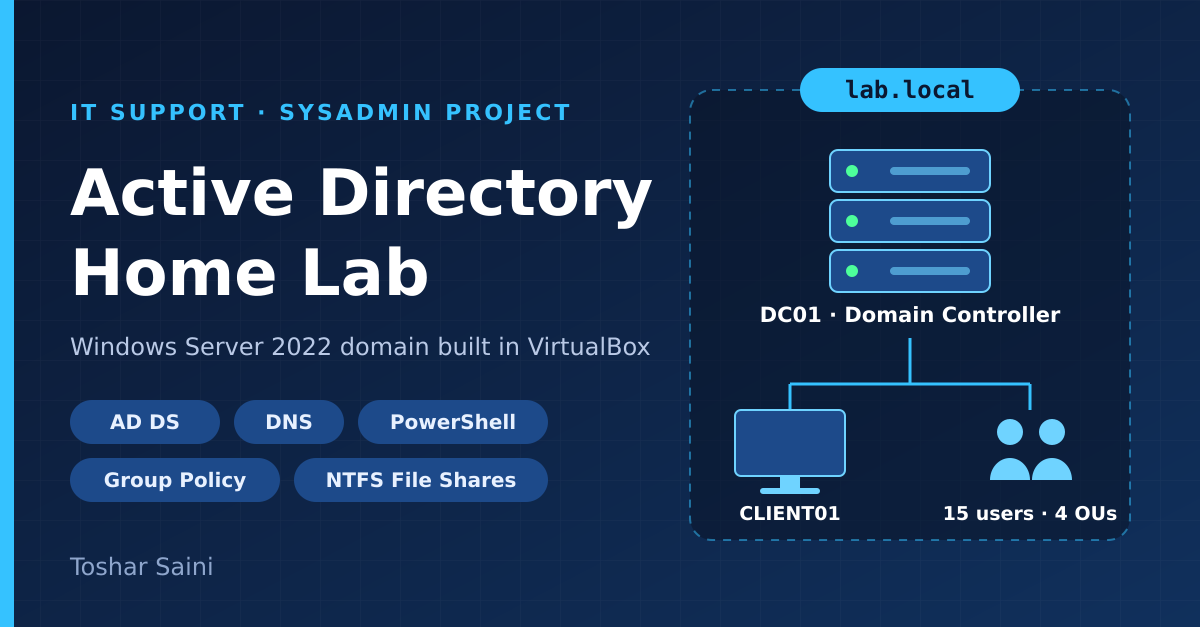 IT SUPPORT · SYSADMIN PROJECT
Active Directory
Home Lab
Windows Server 2022 domain built in VirtualBox
AD DS
DNS
PowerShell
Group Policy
NTFS File Shares
Toshar Saini
lab.local
DC01 · Domain Controller
CLIENT01
15 users · 4 OUs